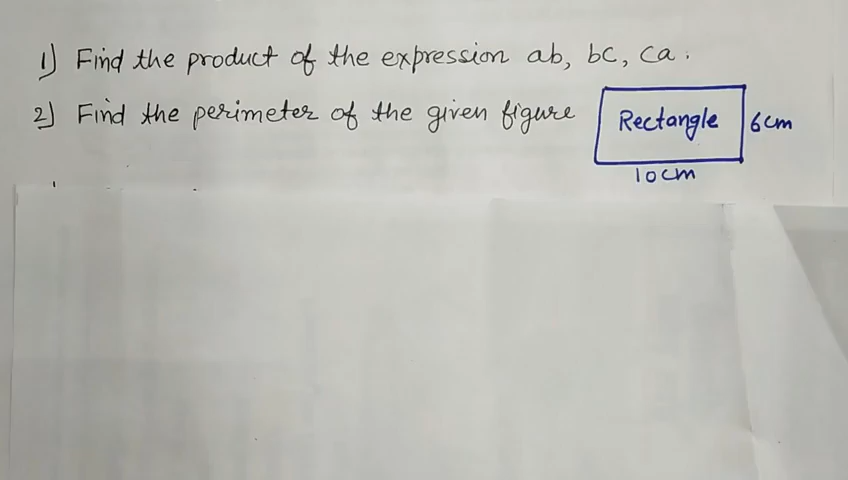 1) Find the product of the expression ab, bc, ca.
2) Find the perimeter of the given figure
Rectangle
6cm
10cm